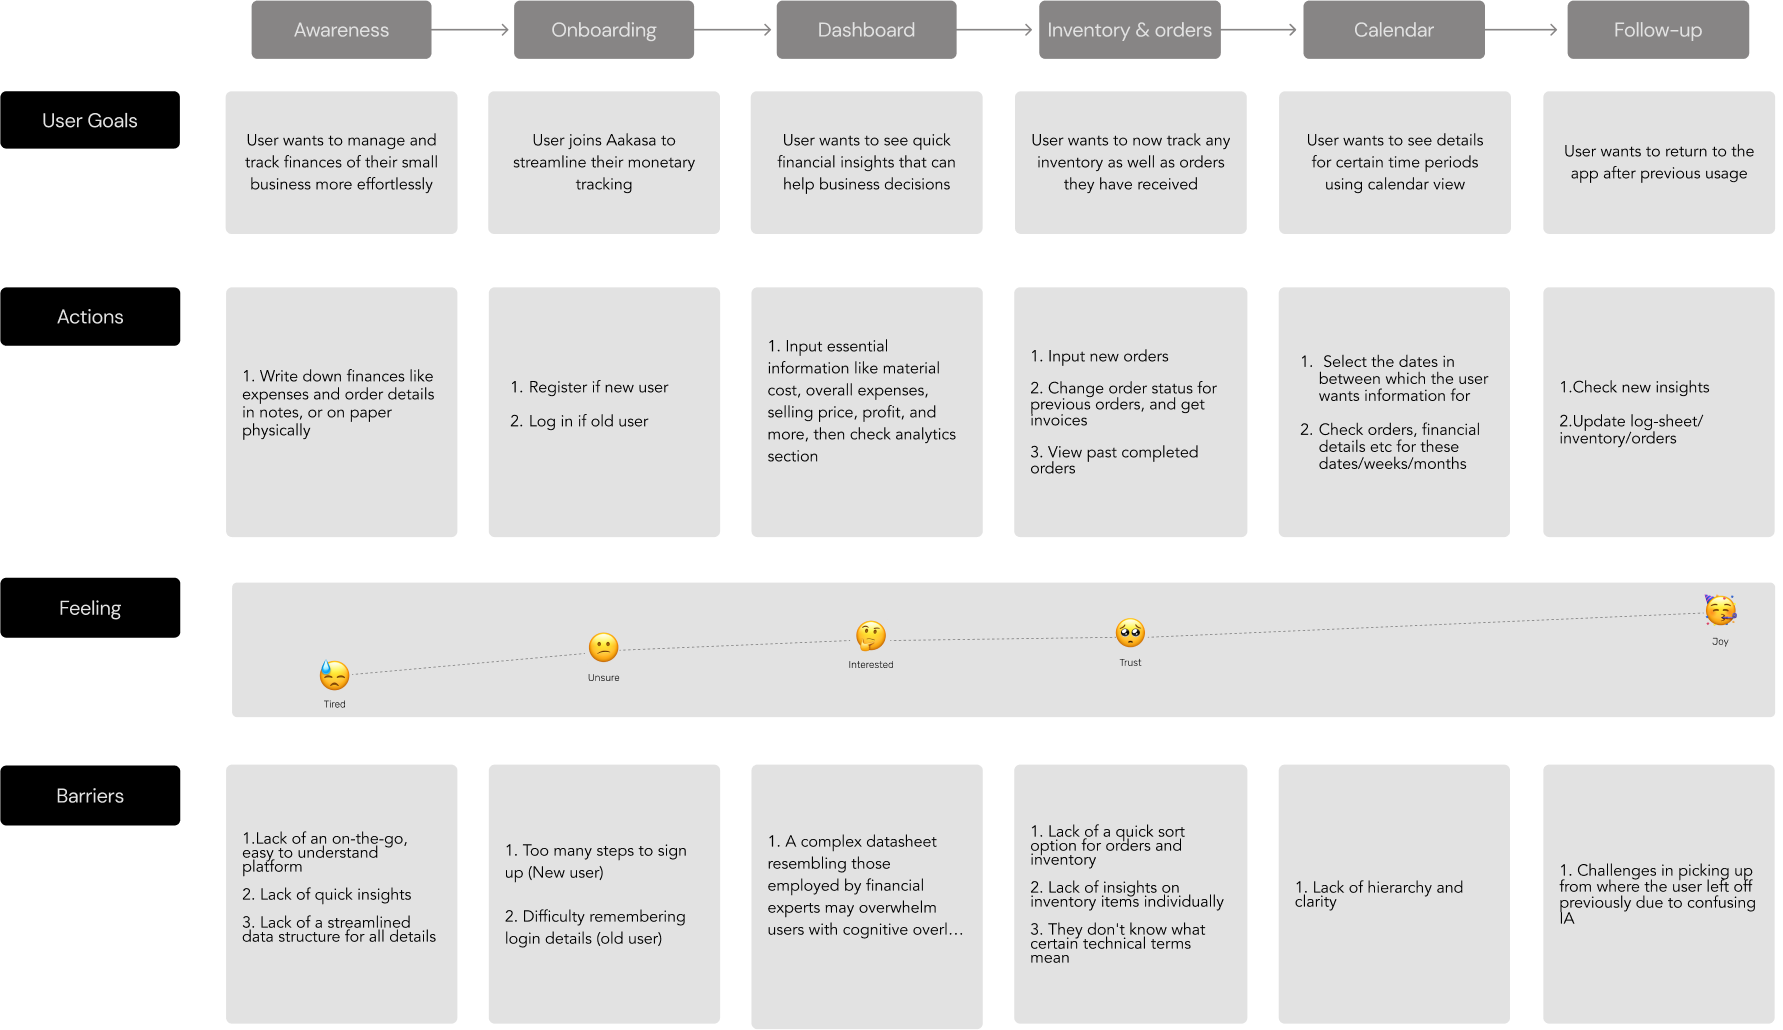 Awareness
Onboarding
Dashboard
Inventory & orders
Calendar
Follow-up
User Goals
User wants to manage and
track finances of their small
business more effortlessly
User joins Aakasa to
streamline their monetary
tracking
User wants to see quick
financial insights that can
help business decisions
User wants to now track any
inventory as well as orders
they have received
User wants to see details
for certain time periods
using calendar view
User wants to return to the
app after previous usage
Actions
1. Write down finances like
expenses and order details
in notes, or on paper
physically
1. Register if new user
2. Log in if old user
1. Input essential
information like material
cost, overall expenses,
selling price, profit, and
more, then check analytics
section
1. Input new orders
2. Change order status for
previous orders, and get
invoices
3. View past completed
orders
1. Select the dates in
between which the user
wants information for
2. Check orders, financial
details etc for these
dates/weeks/months
1.Check new insights
2.Update log-sheet/
inventory/orders
Feeling
Tired
Unsure
Interested
Trust
Joy
Barriers
1.Lack of an on-the-go,
easy to understand
platform
2. Lack of quick insights
3. Lack of a streamlined
data structure for all details
1. Too many steps to sign
up (New user)
2. Difficulty remembering
login details (old user)
1. A complex datasheet
resembling those
employed by financial
experts may overwhelm
users with cognitive overl...
1. Lack of a quick sort
option for orders and
inventory
2. Lack of insights on
inventory items individually
3. They don't know what
certain technical terms
mean
1. Lack of hierarchy and
clarity
1. Challenges in picking up
from where the user left off
previously due to confusing
IA